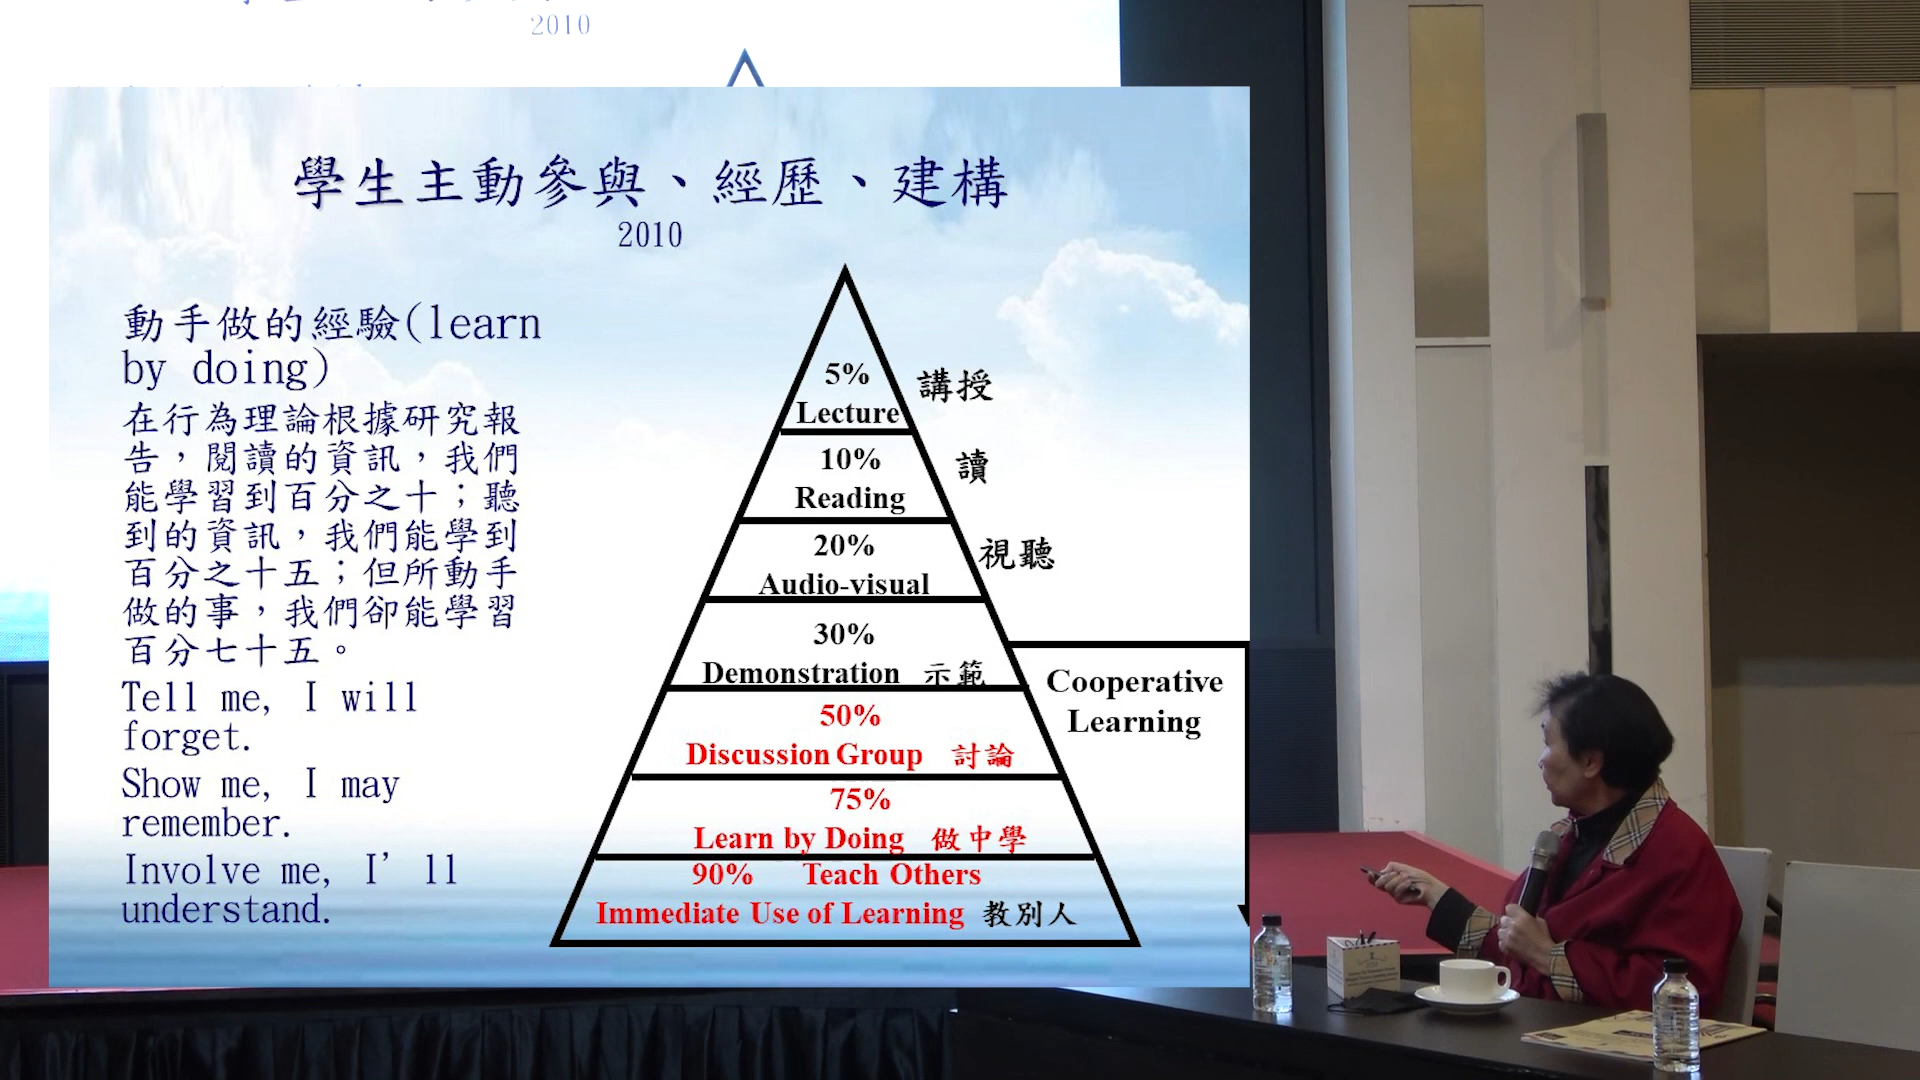 2010
學生主動參與、經歷、建構
2010
動手做的經驗(learn
by doing)
在行為理論根據研究報
告，閱讀的資訊，我們
能學習到百分之十；聽
到的資訊，我們能學到
百分之十五；但所動手
做的事，我們卻能學習
百分七十五。
Tell me, I will
forget.
Show me, I may
remember.
Involve me, I'll
understand.
5%
Lecture
講授
10%
Reading
讀
20%
Audio-visual
視聽
30%
Demonstration 示範
50%
Discussion Group 討論
75%
Learn by Doing 做中學
90% Teach Others
Immediate Use of Learning 教別人
Cooperative
Learning